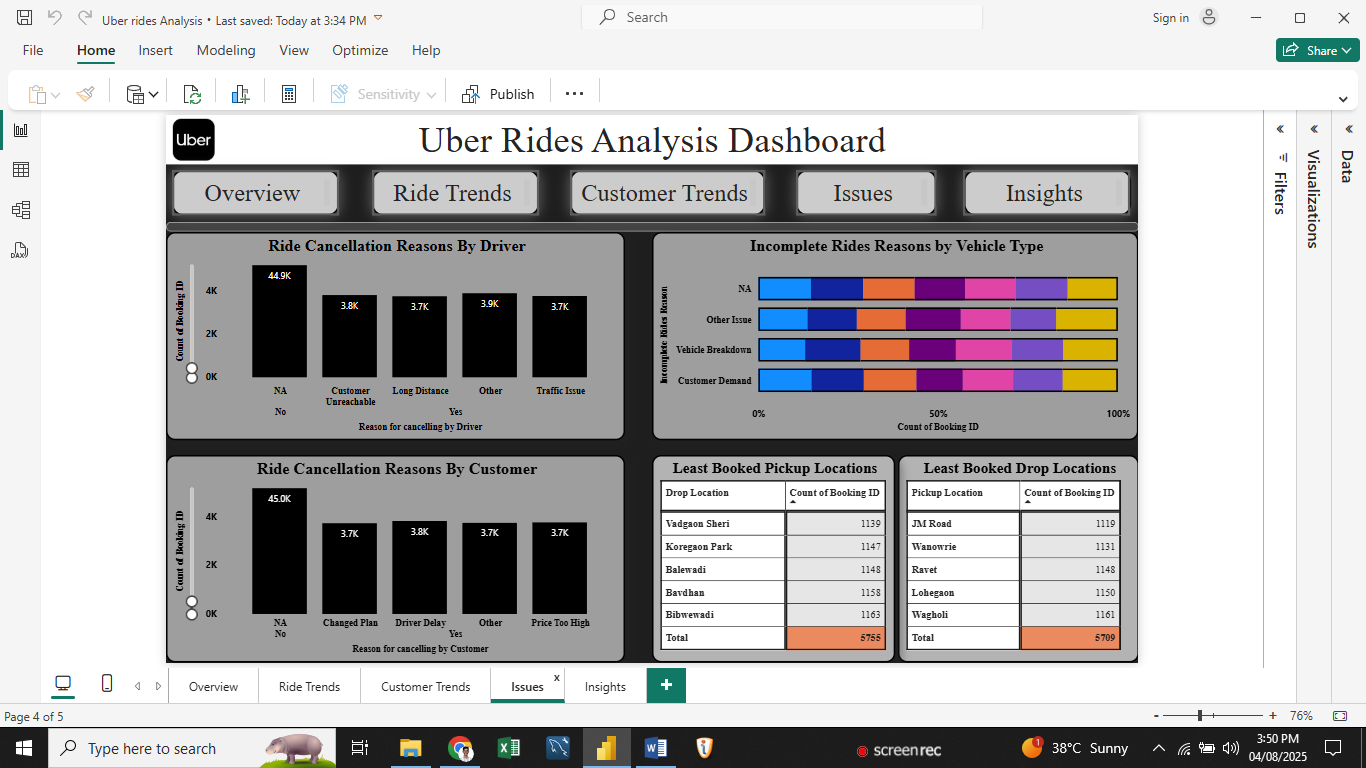 Uber rides Analysis • Last saved: Today at 3:34 PM
Search
Sign in
File Home Insert Modeling View Optimize Help
Share
Sensitivity
Publish
Uber
Uber Rides Analysis Dashboard
Overview Ride Trends Customer Trends Issues Insights
Filters
Visualizations
Data
Ride Cancellation Reasons By Driver
Count of Booking ID
4K
2K
0K
44.9K 3.8K 3.7K 3.9K 3.7K
NA Customer Unreachable Long Distance Other Traffic Issue
No Yes
Reason for cancelling by Driver
Incomplete Rides Reasons by Vehicle Type
Incomplete Rides Reason
NA
Other Issue
Vehicle Breakdown
Customer Demand
0% 50% 100%
Count of Booking ID
Ride Cancellation Reasons By Customer
Count of Booking ID
4K
2K
0K
45.0K 3.7K 3.8K 3.7K 3.7K
NA Changed Plan Driver Delay Other Price Too High
No Yes
Reason for cancelling by Customer
Least Booked Pickup Locations
Drop Location Count of Booking ID
Vadgaon Sheri 1139
Koregaon Park 1147
Balewadi 1148
Bavdhan 1158
Bibwewadi 1163
Total 5755
Least Booked Drop Locations
Pickup Location Count of Booking ID
JM Road 1119
Wanowrie 1131
Ravet 1148
Lohegaon 1150
Wagholi 1161
Total 5709
Overview Ride Trends Customer Trends Issues x Insights +
Page 4 of 5
- + 76%
Type here to search
screenrec
1
38°C Sunny
3:50 PM
04/08/2025